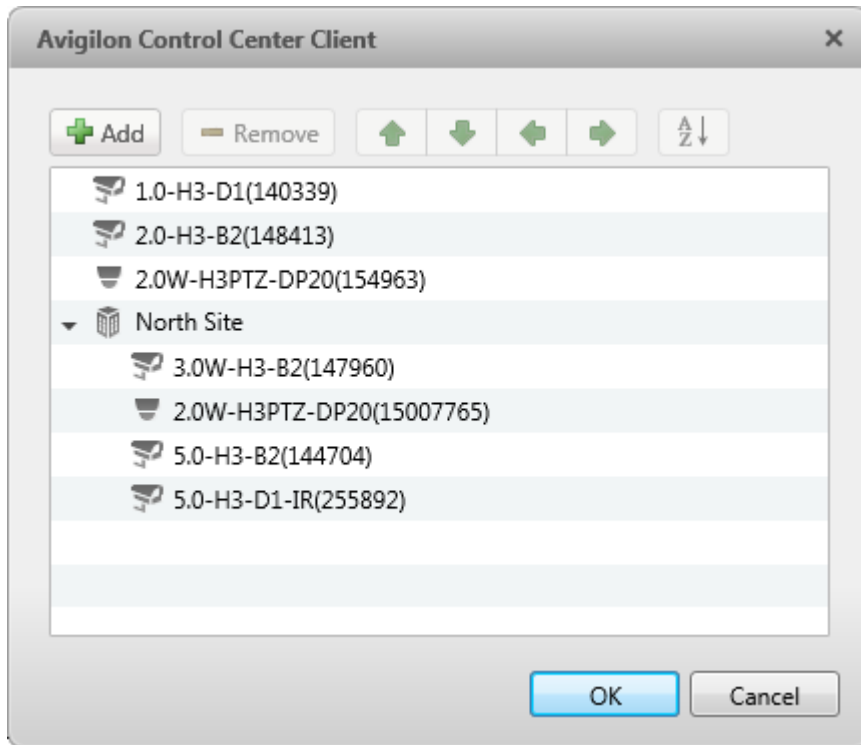 Avigilon Control Center Client
Add Remove A Z
1.0-H3-D1(140339)
2.0-H3-B2(148413)
2.0W-H3PTZ-DP20(154963)
North Site
3.0W-H3-B2(147960)
2.0W-H3PTZ-DP20(15007765)
5.0-H3-B2(144704)
5.0-H3-D1-IR(255892)
OK Cancel